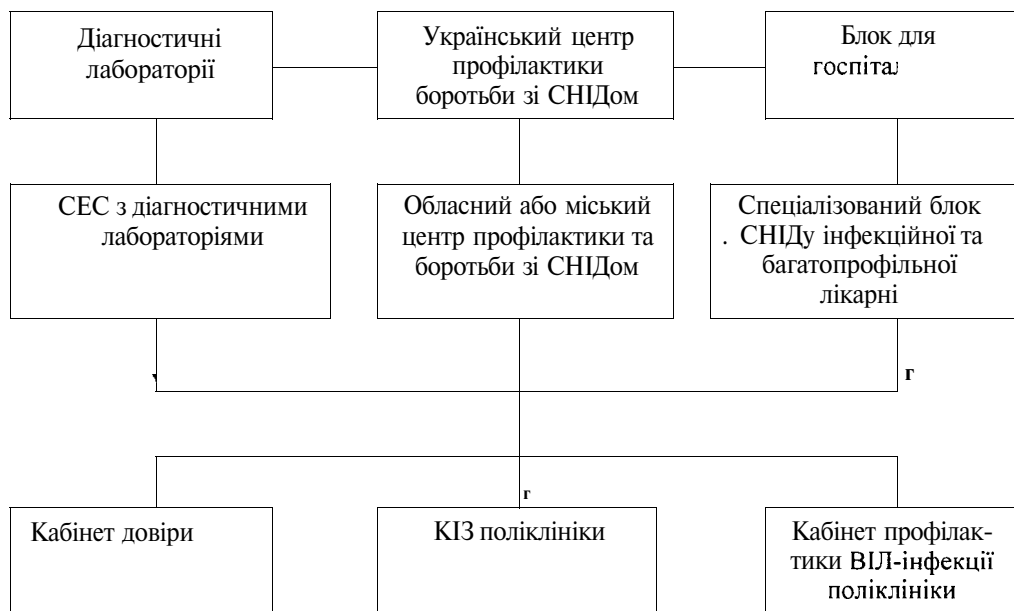 Діагностичні
лабораторії
Український центр
профілактики
боротьби зі СНІДом
Блок для
СЕС з діагностичними
лабораторіями
Обласний або міський
центр профілактики та
боротьби зі СНІДом
Спеціалізований блок
. СНІДу інфекційної та
багатопрофільної
лікарні
г
г
Кабінет довіри
КІЗ поліклініки
Кабінет профілак-
тики ВІЛ-інфекції
поліклініки